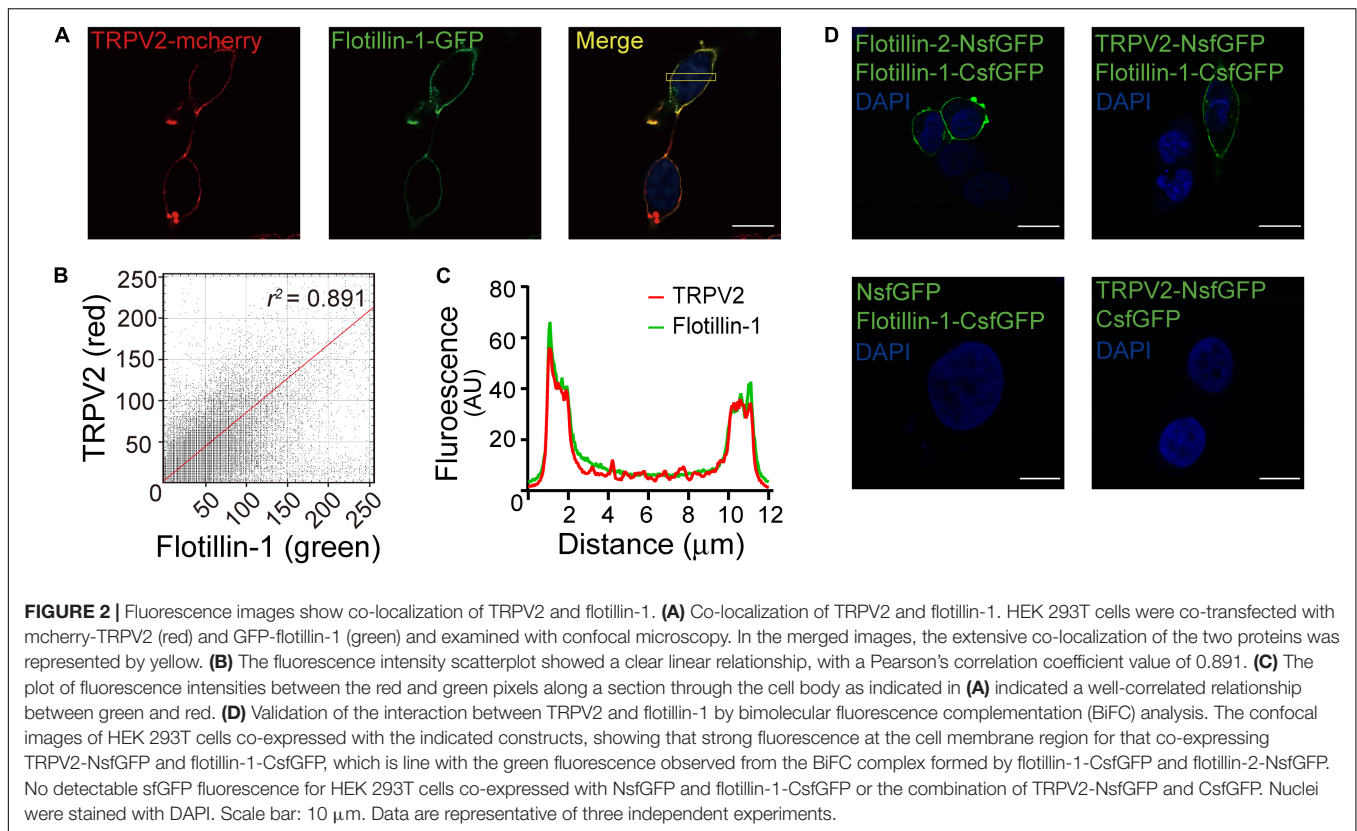 A
TRPV2-mcherry
Flotillin-1-GFP
Merge
D
Flotillin-2-NsfGFP
Flotillin-1-CsfGFP
DAPI
TRPV2-NsfGFP
Flotillin-1-CsfGFP
DAPI
NsfGFP
Flotillin-1-CsfGFP
DAPI
TRPV2-NsfGFP
CsfGFP
DAPI
B
r² = 0.891
TRPV2 (red)
250
200
150
100
50
0
50
100
150
200
250
Flotillin-1 (green)
C
TRPV2
Flotillin-1
Fluroescence
(AU)
80
60
40
20
0
2
4
6
8
10
12
Distance (μm)
FIGURE 2 | Fluorescence images show co-localization of TRPV2 and flotillin-1. (A) Co-localization of TRPV2 and flotillin-1. HEK 293T cells were co-transfected with
mcherry-TRPV2 (red) and GFP-flotillin-1 (green) and examined with confocal microscopy. In the merged images, the extensive co-localization of the two proteins was
represented by yellow. (B) The fluorescence intensity scatterplot showed a clear linear relationship, with a Pearson's correlation coefficient value of 0.891. (C) The
plot of fluorescence intensities between the red and green pixels along a section through the cell body as indicated in (A) indicated a well-correlated relationship
between green and red. (D) Validation of the interaction between TRPV2 and flotillin-1 by bimolecular fluorescence complementation (BiFC) analysis. The confocal
images of HEK 293T cells co-expressed with the indicated constructs, showing that strong fluorescence at the cell membrane region for that co-expressing
TRPV2-NsfGFP and flotillin-1-CsfGFP, which is line with the green fluorescence observed from the BiFC complex formed by flotillin-1-CsfGFP and flotillin-2-NsfGFP.
No detectable sfGFP fluorescence for HEK 293T cells co-expressed with NsfGFP and flotillin-1-CsfGFP or the combination of TRPV2-NsfGFP and CsfGFP. Nuclei
were stained with DAPI. Scale bar: 10 μm. Data are representative of three independent experiments.